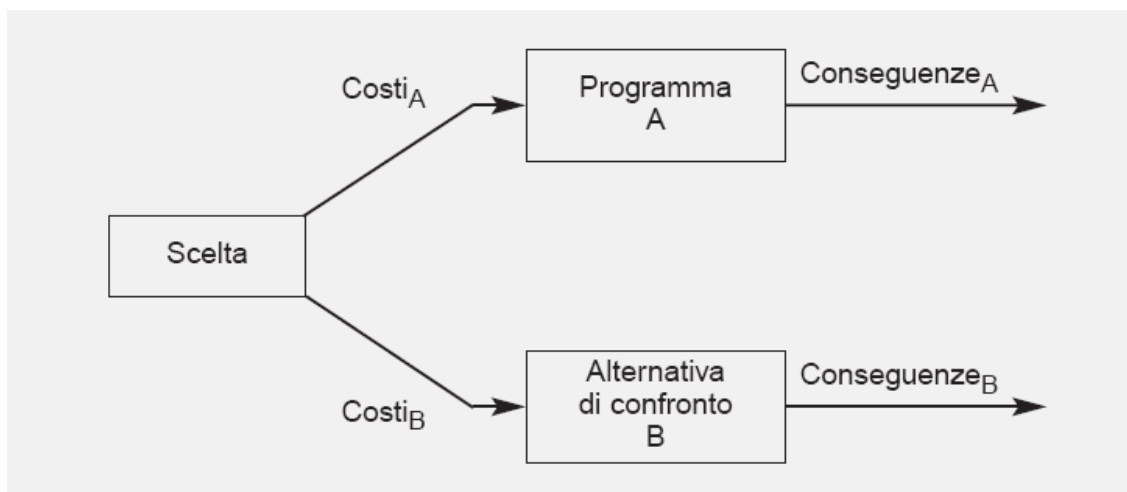 Costi_A
Programma
A
Conseguenze_A
Scelta
Costi_B
Alternativa
di confronto
B
Conseguenze_B